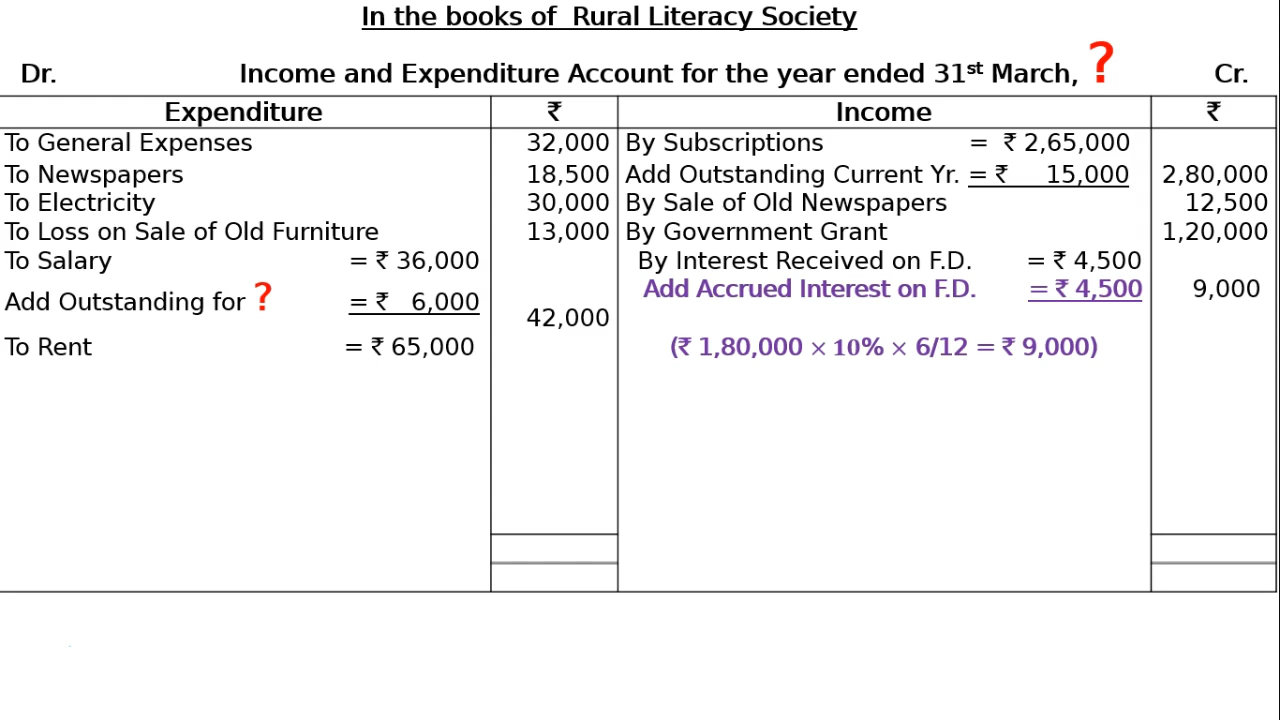 In the books of Rural Literacy Society
Dr. Income and Expenditure Account for the year ended 31st March, ? Cr.
Expenditure ₹ Income ₹
To General Expenses 32,000 By Subscriptions = ₹ 2,65,000
To Newspapers 18,500 Add Outstanding Current Yr. = ₹ 15,000 2,80,000
To Electricity 30,000 By Sale of Old Newspapers 12,500
To Loss on Sale of Old Furniture 13,000 By Government Grant 1,20,000
To Salary = ₹ 36,000 By Interest Received on F.D. = ₹ 4,500
Add Accrued Interest on F.D. = ₹ 4,500 9,000
Add Outstanding for ? = ₹ 6,000
42,000
To Rent = ₹ 65,000 (₹ 1,80,000 × 10% × 6/12 = ₹ 9,000)